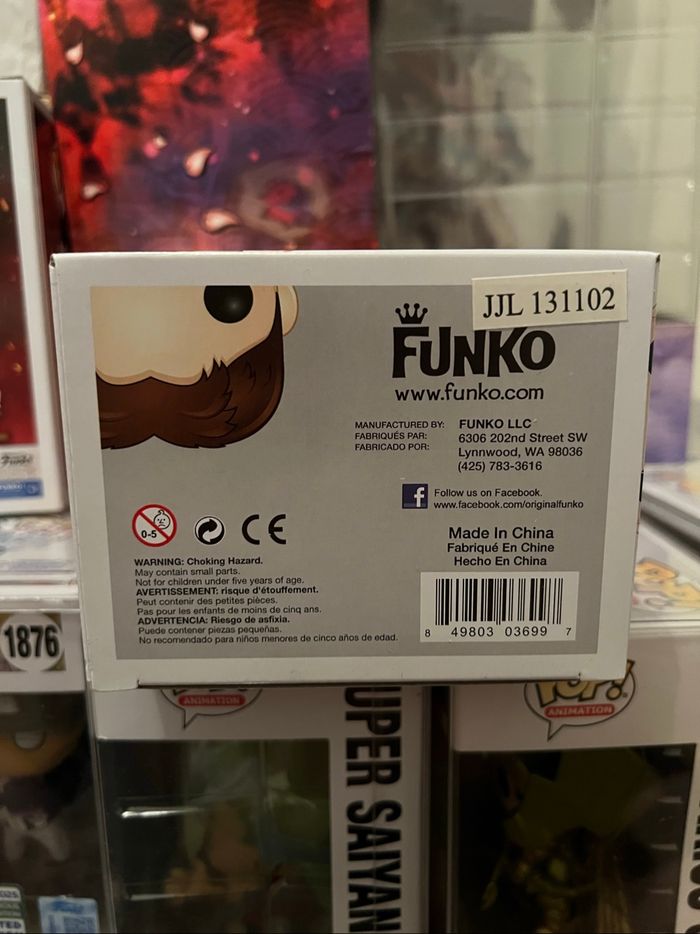 JJL 131102
FUNKO
www.funko.com
MANUFACTURED BY:
FABRIQUÉS PAR:
FABRICADO POR:
FUNKO LLC
6306 202nd Street SW
Lynnwood, WA 98036
(425) 783-3616
Follow us on Facebook.
www.facebook.com/originalfunko
0-5
CE
WARNING: Choking Hazard.
May contain small parts.
Not for children under five years of age.
AVERTISSEMENT: risque d'étouffement.
Peut contenir des petites pièces.
Pas pour les enfants de moins de cinq ans.
ADVERTENCIA: Riesgo de asfixia.
Puede contener piezas pequeñas.
No recomendado para niños menores de cinco años de edad.
Made In China
Fabriqué En Chine
Hecho En China
8 49803 03699 7
1876
ANIMATION
UPER SAIYAN
POP!
ANIMATION